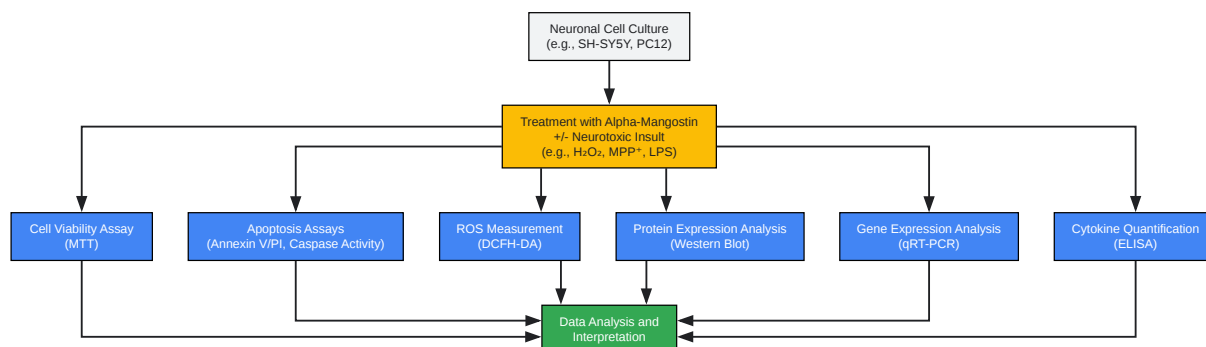 Neuronal Cell Culture
(e.g., SH-SY5Y, PC12)
Treatment with Alpha-Mangostin
+/- Neurotoxic Insult
(e.g., H₂O₂, MPP⁺, LPS)
Cell Viability Assay
(MTT)
Apoptosis Assays
(Annexin V/PI, Caspase Activity)
ROS Measurement
(DCFH-DA)
Protein Expression Analysis
(Western Blot)
Gene Expression Analysis
(qRT-PCR)
Cytokine Quantification
(ELISA)
Data Analysis and
Interpretation